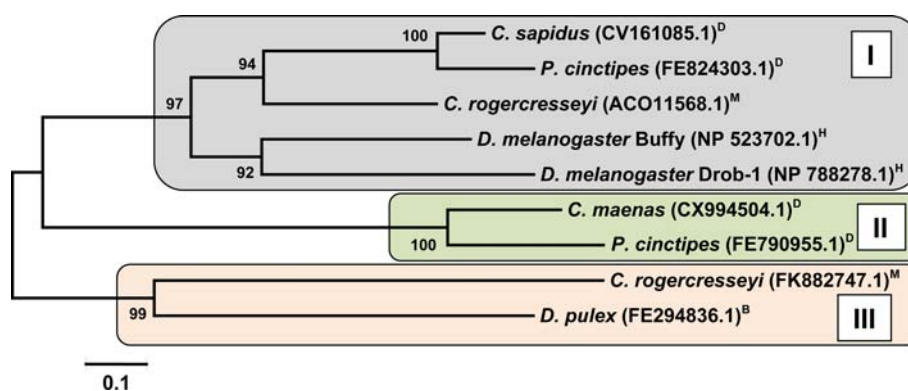 100 C. sapidus (CV161085.1)D
I
P. cinctipes (FE824303.1)D
94
C. rogercresseyi (ACO11568.1)M
97
D. melanogaster Buffy (NP 523702.1)H
92 D. melanogaster Drob-1 (NP 788278.1)H
C. maenas (CX994504.1)D
II
100 P. cinctipes (FE790955.1)D
C. rogercresseyi (FK882747.1)M
99 D. pulex (FE294836.1)B
III
0.1